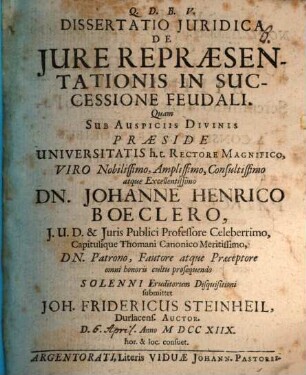 Q. D. B. V.
DISSERTATIO JURIDICA
DE
JURE REPRÆSEN-
TATIONIS IN SUC-
CESSIONE FEUDALI.
Quam
SUB AUSPICIIS DIVINIS
PRÆSIDE
UNIVERSITATIS h. t. RECTORE MAGNIFICO,
VIRO Nobilissimo, Amplissimo, Consultissimo
atque Excellentissimo
DN. JOHANNE HENRICO
BOECLERO,
J. U. D. & Juris Publici Professore Celeberrimo,
Capitulique Thomani Canonico Meritissimo,
DN. Patrono, Fautore atque Præceptore
omni honoris cultu prosequendo
SOLENNI Eruditorum Disquisitioni
submittet
JOH. FRIDERICUS STEINHEIL,
Durlacens. AUCTOR.
D. 6. April. Anno M DCC XIIX.
hor. & loc. consuet.
ARGENTORATI, Literis VIDUÆ JOHANN. PASTORII